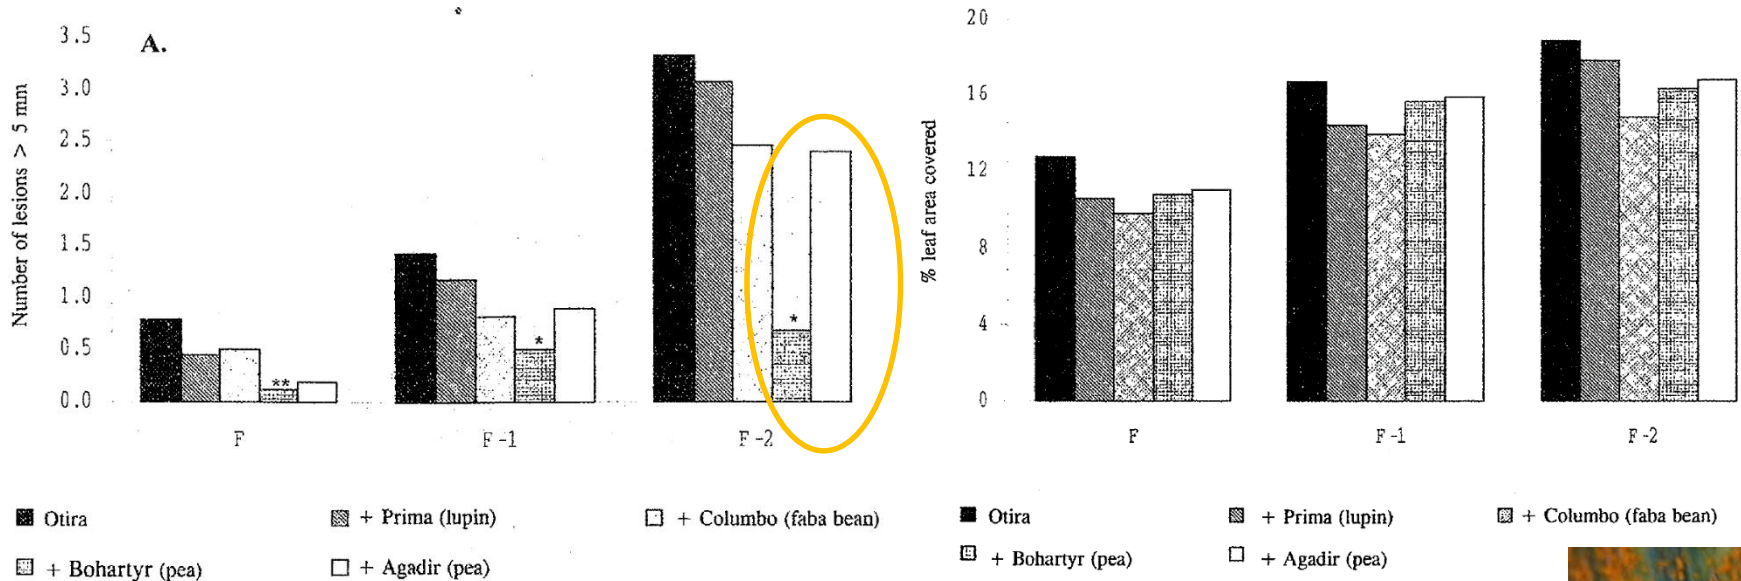 A.
Number of lesions > 5 mm
3.5
3.0
2.5
2.0
1.5
1.0
0.5
0.0
**
*
*
F
F-1
F-2
Otira
+ Prima (lupin)
+ Columbo (faba bean)
+ Bohartyr (pea)
+ Agadir (pea)
% leaf area covered
20
16
12
8
4
0
F
F-1
F-2
Otira
+ Prima (lupin)
+ Columbo (faba bean)
+ Bohartyr (pea)
+ Agadir (pea)